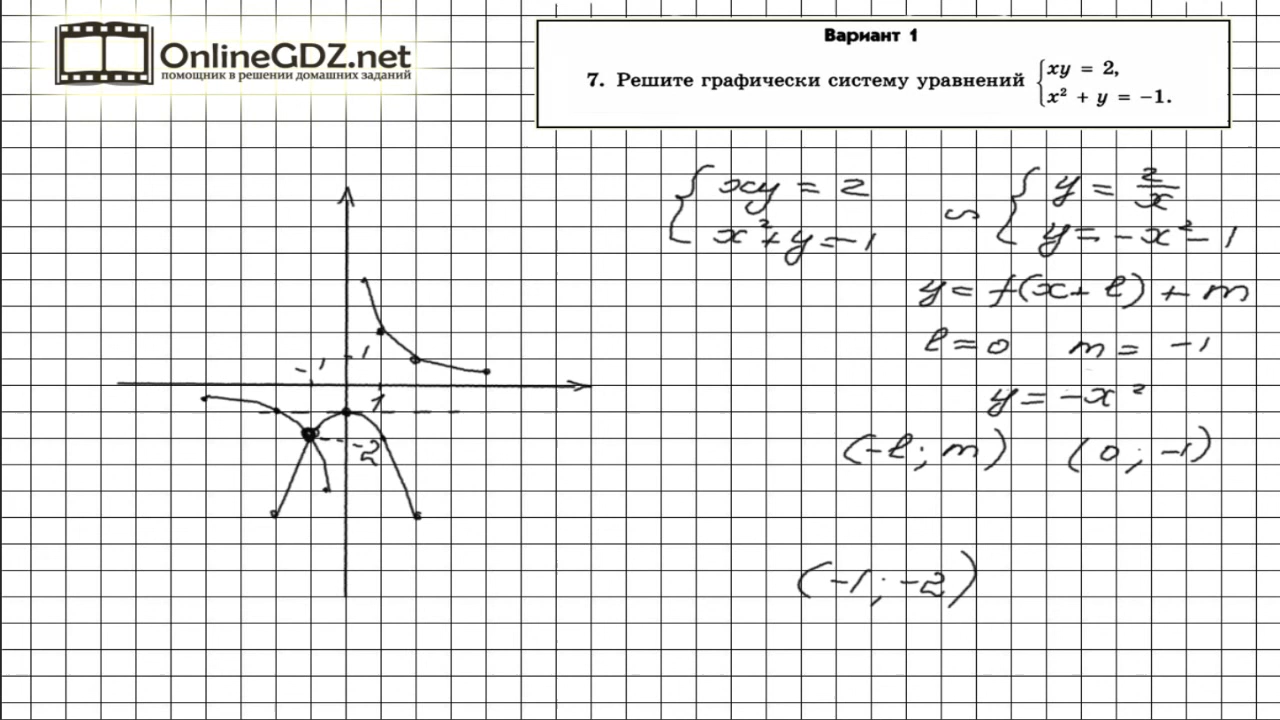 OnlineGDZ.net
помощник в решении домашних заданий
Вариант 1
7. Решите графически систему уравнений { xy = 2,
x² + y = −1.
{ xy = 2
x² + y = −1
∽ { y = 2/x
y = −x² − 1
y = f(x + l) + m
l = 0 m = −1
y = −x²
(−l; m) (0; −1)
(−1; −2)
−1 1
1
−2